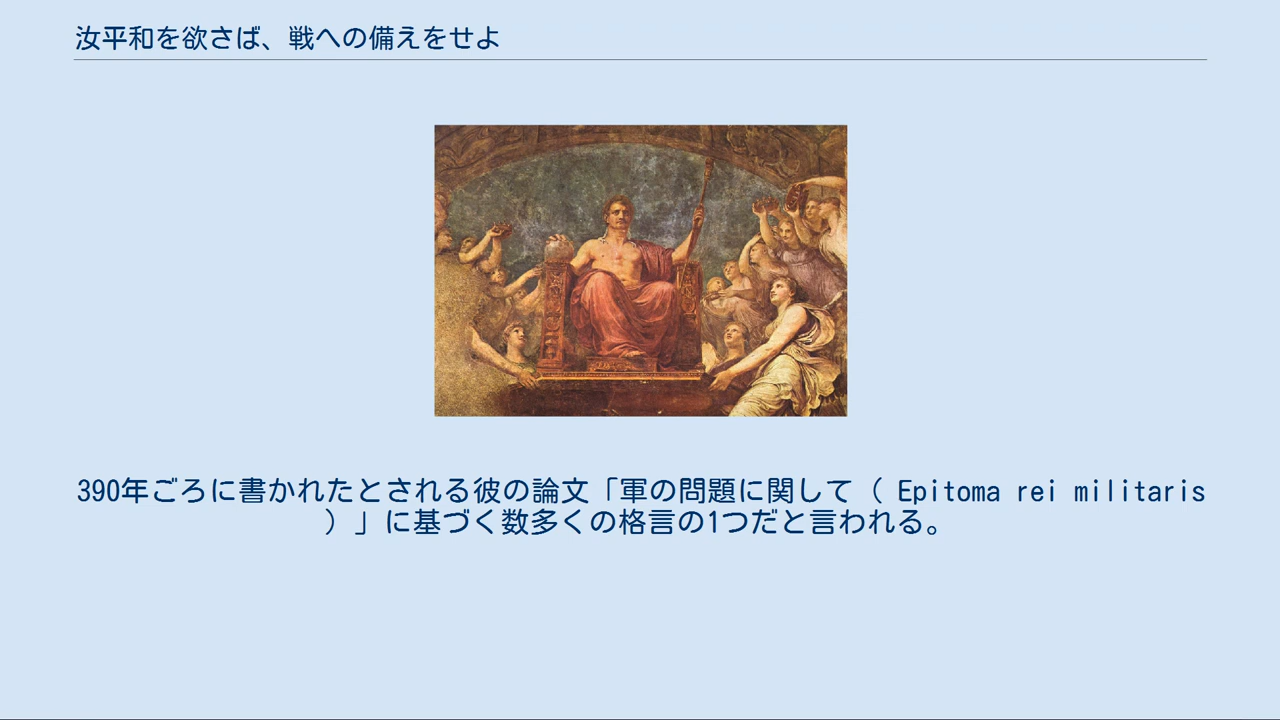 汝平和を欲さば、戦への備えをせよ
390年ごろに書かれたとされる彼の論文「軍の問題に関して（ Epitoma rei militaris
）」に基づく数多くの格言の1つだと言われる。